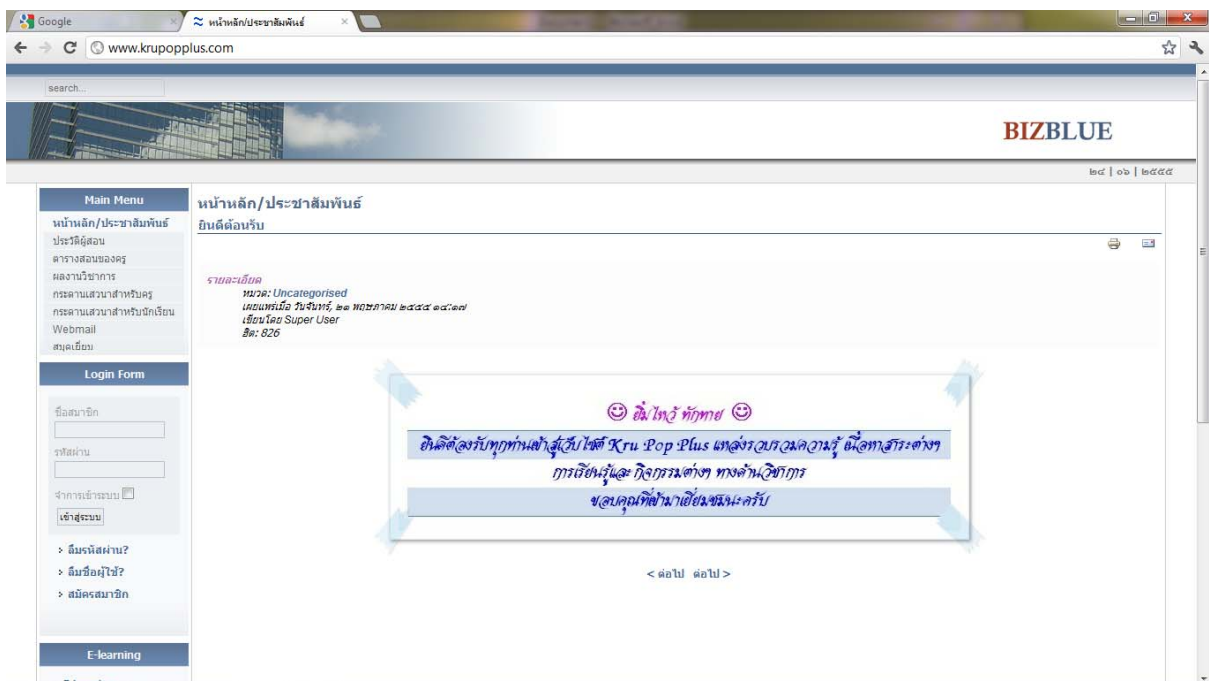 Google
หน้าหลัก/ประชาสัมพันธ์
www.krupopplus.com
search...
BIZBLUE
๒๔ | ๐๖ | ๒๕๕๕
Main Menu
หน้าหลัก/ประชาสัมพันธ์
ประวัติผู้สอน
ตารางสอนของครู
ผลงานวิชาการ
กระดานเสวนาสำหรับครู
กระดานเสวนาสำหรับนักเรียน
Webmail
สมุดเยี่ยม
Login Form
ชื่อสมาชิก
รหัสผ่าน
จำการเข้าระบบ
เข้าสู่ระบบ
> ลืมรหัสผ่าน?
> ลืมชื่อผู้ใช้?
> สมัครสมาชิก
E-learning
หน้าหลัก/ประชาสัมพันธ์
ยินดีต้อนรับ
รายละเอียด
หมวด: Uncategorised
เผยแพร่เมื่อ วันจันทร์, ๒๑ พฤษภาคม ๒๕๕๕ ๑๔:๑๗
เขียนโดย Super User
ฮิต: 826
☺ ยิ้ม ไหว้ ทักทาย ☺
ยินดีต้องรับทุกท่านเข้าสู่เว็บไซต์ Kru Pop Plus แหล่งรวบรวมความรู้ เนื้อหาสาระต่างๆ
การเรียนรู้และ กิจกรรมต่างๆ ทางด้านวิชาการ
ขอบคุณที่เข้ามาเยี่ยมชมนะครับ
< ต่อไป ต่อไป >